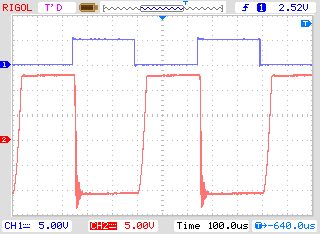 RIGOL T'D T f 1 2.52V
T
1
2
CH1 5.00V CH2 5.00V Time 100.0us T→-640.0us